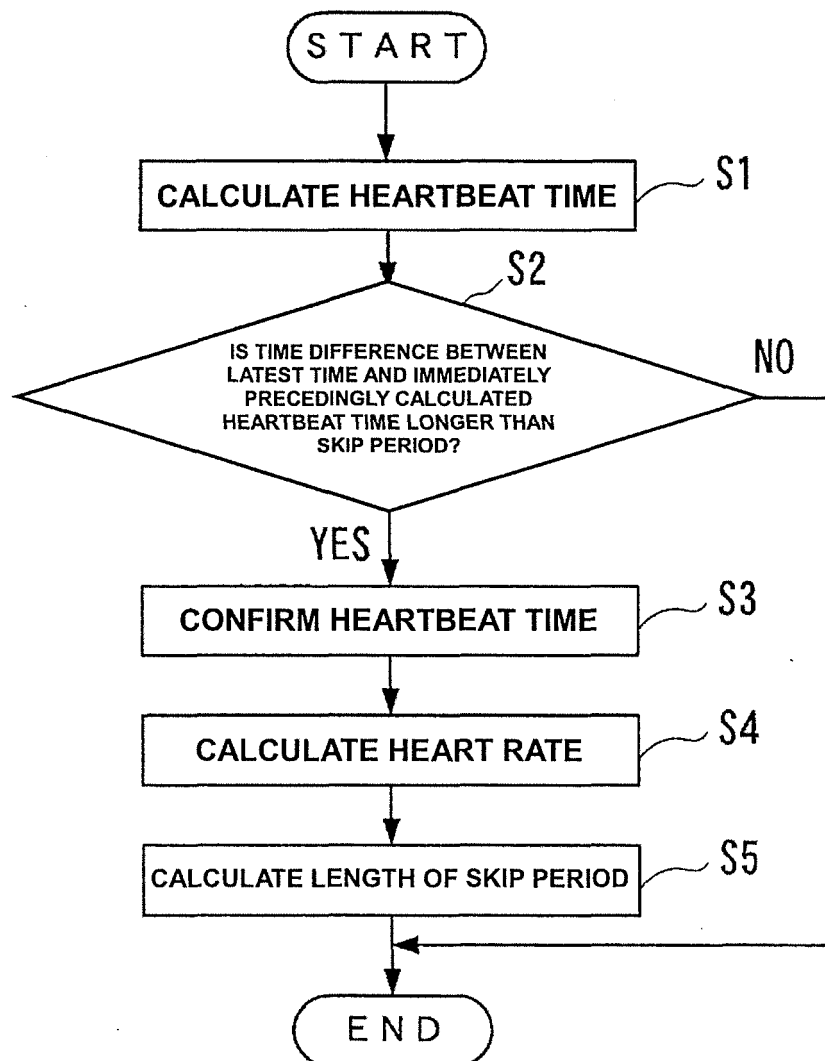 START
CALCULATE HEARTBEAT TIME
S1
S2
IS TIME DIFFERENCE BETWEEN
LATEST TIME AND IMMEDIATELY
PRECEDINGLY CALCULATED
HEARTBEAT TIME LONGER THAN
SKIP PERIOD?
NO
YES
CONFIRM HEARTBEAT TIME
S3
CALCULATE HEART RATE
S4
CALCULATE LENGTH OF SKIP PERIOD
S5
END